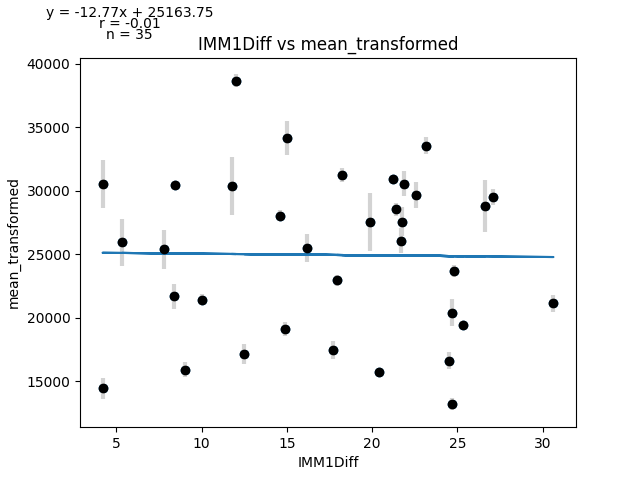 y = -12.77x + 25163.75
r = -0.01
n = 35
IMM1Diff vs mean_transformed
40000
35000
30000
25000
20000
15000
mean_transformed
5 10 15 20 25 30
IMM1Diff